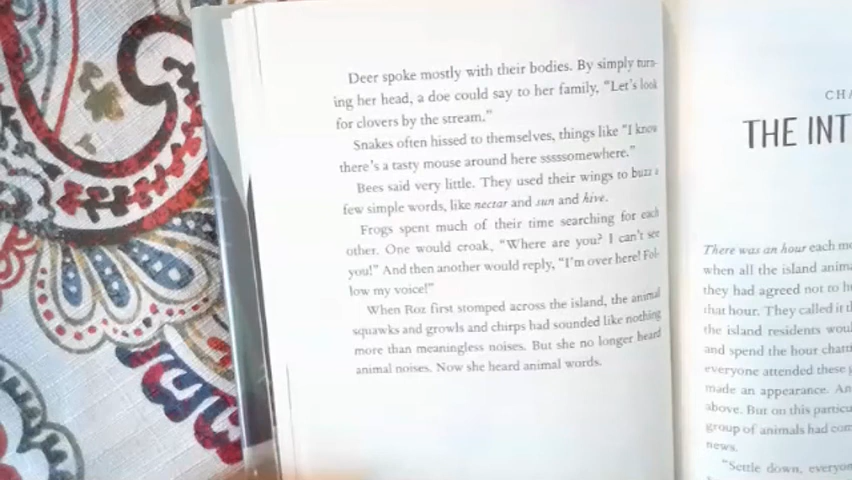 Deer spoke mostly with their bodies. By simply turn-
ing her head, a doe could say to her family, “Let’s look
for clovers by the stream.”
Snakes often hissed to themselves, things like “I know
there’s a tasty mouse around here sssssomewhere.”
Bees said very little. They used their wings to buzz a
few simple words, like nectar and sun and hive.
Frogs spent much of their time searching for each
other. One would croak, “Where are you? I can’t see
you!” And then another would reply, “I’m over here! Fol-
low my voice!”
When Roz first stomped across the island, the animal
squawks and growls and chirps had sounded like nothing
more than meaningless noises. But she no longer heard
animal noises. Now she heard animal words.
CHA
THE INT
There was an hour each
when all the island
they had agreed not to
that hour. They called it
the island residents
and spend the hour
everyone attended these
made an appearance.
above. But on this
group of animals had
news.
“Settle down,